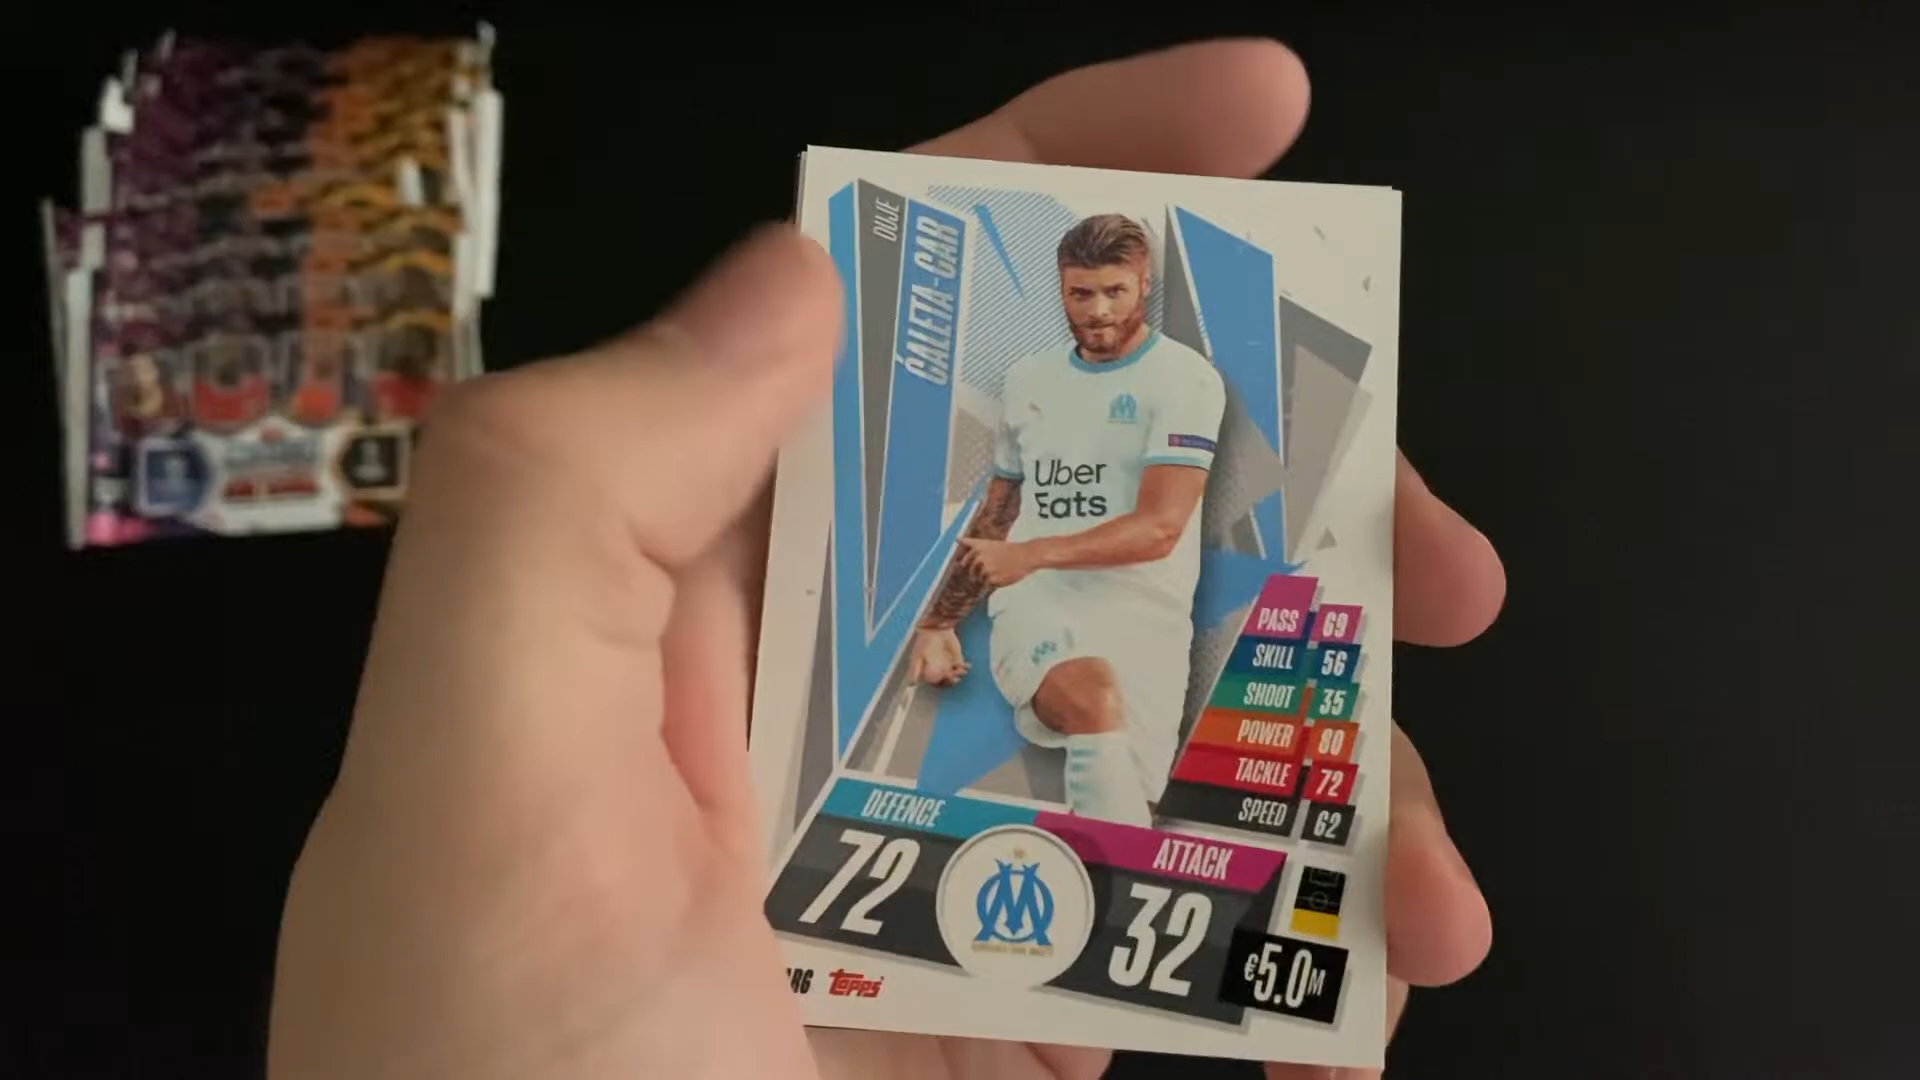 DUJE
ĆALETA-CAR
Uber
Eats
PASS 69
SKILL 56
SHOOT 35
POWER 80
TACKLE 72
SPEED 62
DEFENCE
72
ATTACK
32
€5.0M
AR6
Topps